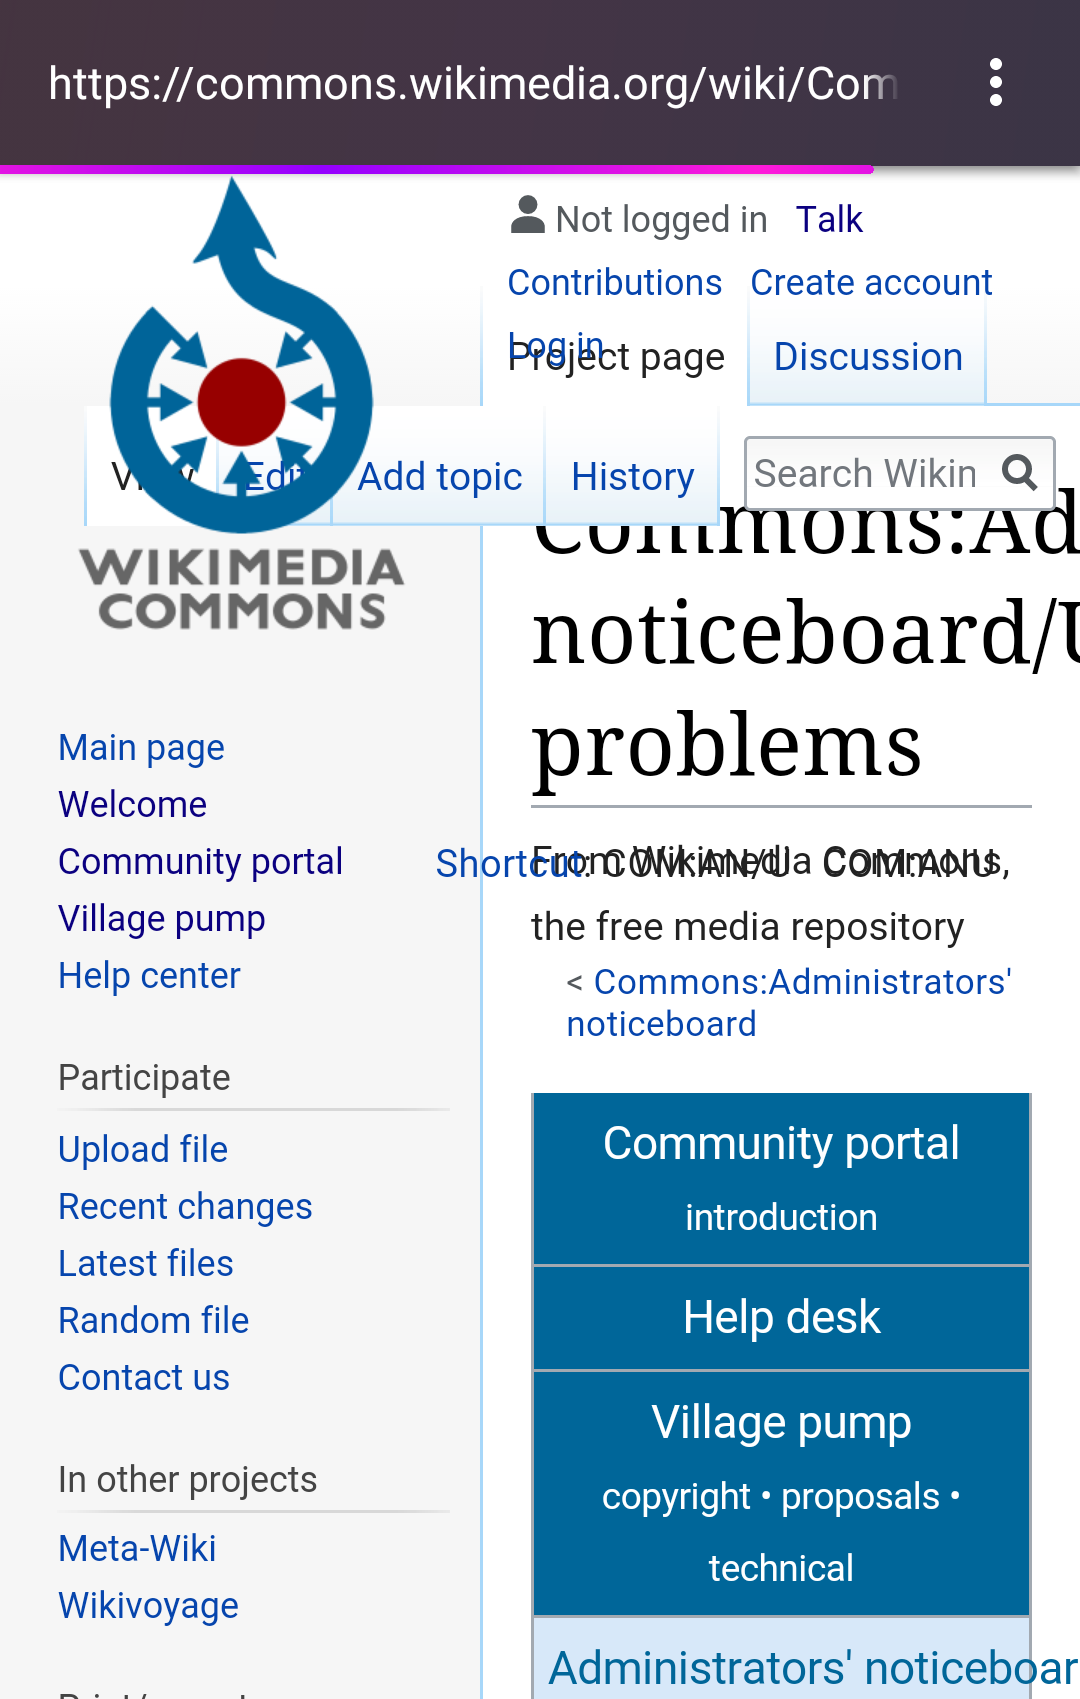 https://commons.wikimedia.org/wiki/Com
Not logged in Talk
Contributions Create account
Log in
Project page Discussion
View Edit Add topic History
Search Wikim
WIKIMEDIA
COMMONS
Commons:Ad
noticeboard/U
problems
Shortcut: COM:AN/U COM:ANU
From Wikimedia Commons,
the free media repository
< Commons:Administrators'
noticeboard
Main page
Welcome
Community portal
Village pump
Help center
Participate
Upload file
Recent changes
Latest files
Random file
Contact us
In other projects
Meta-Wiki
Wikivoyage
Community portal
introduction
Help desk
Village pump
copyright • proposals •
technical
Administrators' noticeboar